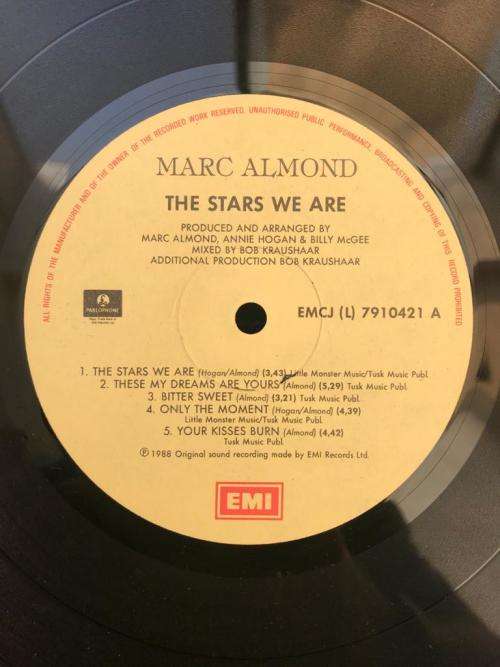 ALL RIGHTS OF THE MANUFACTURER AND OF THE OWNER OF THE RECORDED WORK RESERVED. UNAUTHORISED PUBLIC PERFORMANCE, BROADCASTING AND COPYING OF THIS RECORD PROHIBITED
MARC ALMOND
THE STARS WE ARE
PRODUCED AND ARRANGED BY
MARC ALMOND, ANNIE HOGAN & BILLY McGEE
MIXED BY BOB KRAUSHAAR
ADDITIONAL PRODUCTION BOB KRAUSHAAR
PARLOPHONE
EMCJ (L) 7910421 A
1. THE STARS WE ARE (Hogan/Almond) (3,43) Little Monster Music/Tusk Music Publ.
2. THESE MY DREAMS ARE YOURS (Almond) (5,29) Tusk Music Publ.
3. BITTER SWEET (Almond) (3,21) Tusk Music Publ.
4. ONLY THE MOMENT (Hogan/Almond) (4,39)
Little Monster Music/Tusk Music Publ.
5. YOUR KISSES BURN (Almond) (4,42)
Tusk Music Publ.
℗ 1988 Original sound recording made by EMI Records Ltd.
EMI